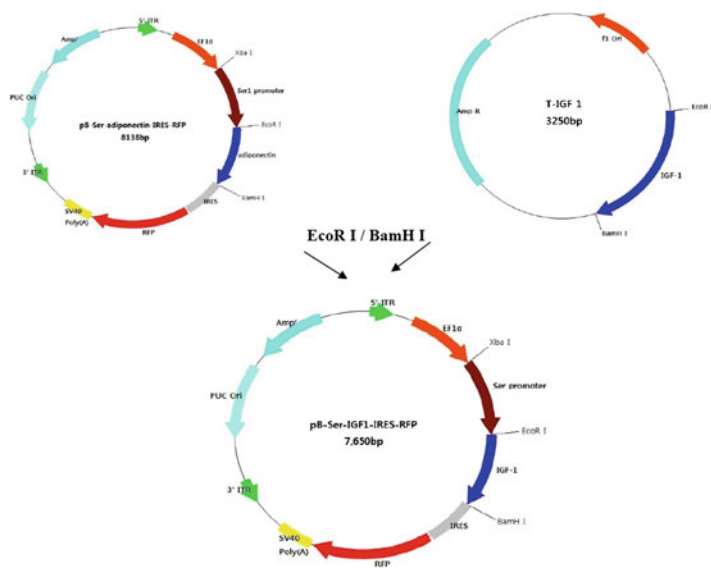 5' ITR
EF1α
Xba I
Ser1 promoter
EcoR I
adiponectin
BamH I
IRES
RFP
SV40
Poly(A)
3' ITR
PUC Ori
Ampʳ
pB-Ser-adiponectin-IRES-RFP
8138bp
f1 Ori
EcoR I
IGF-1
BamH I
Amp R
T-IGF 1
3250bp
EcoR I / BamH I
5' ITR
EF1α
Xba I
Ser promoter
EcoR I
IGF-1
BamH I
IRES
RFP
SV40
Poly(A)
3' ITR
PUC Ori
Ampʳ
pB-Ser-IGF1-IRES-RFP
7,650bp